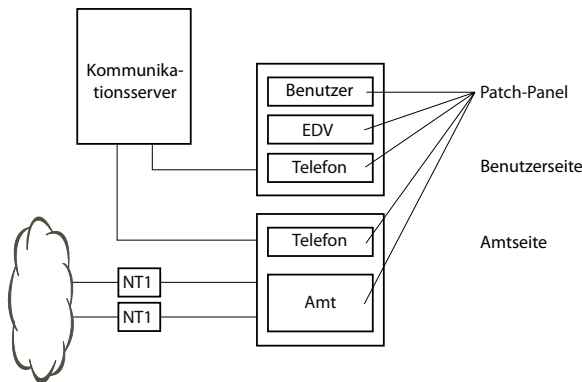 Kommunika-
tionsserver
Benutzer
EDV
Telefon
Patch-Panel
Benutzerseite
Telefon
Amt
Amtseite
NT1
NT1